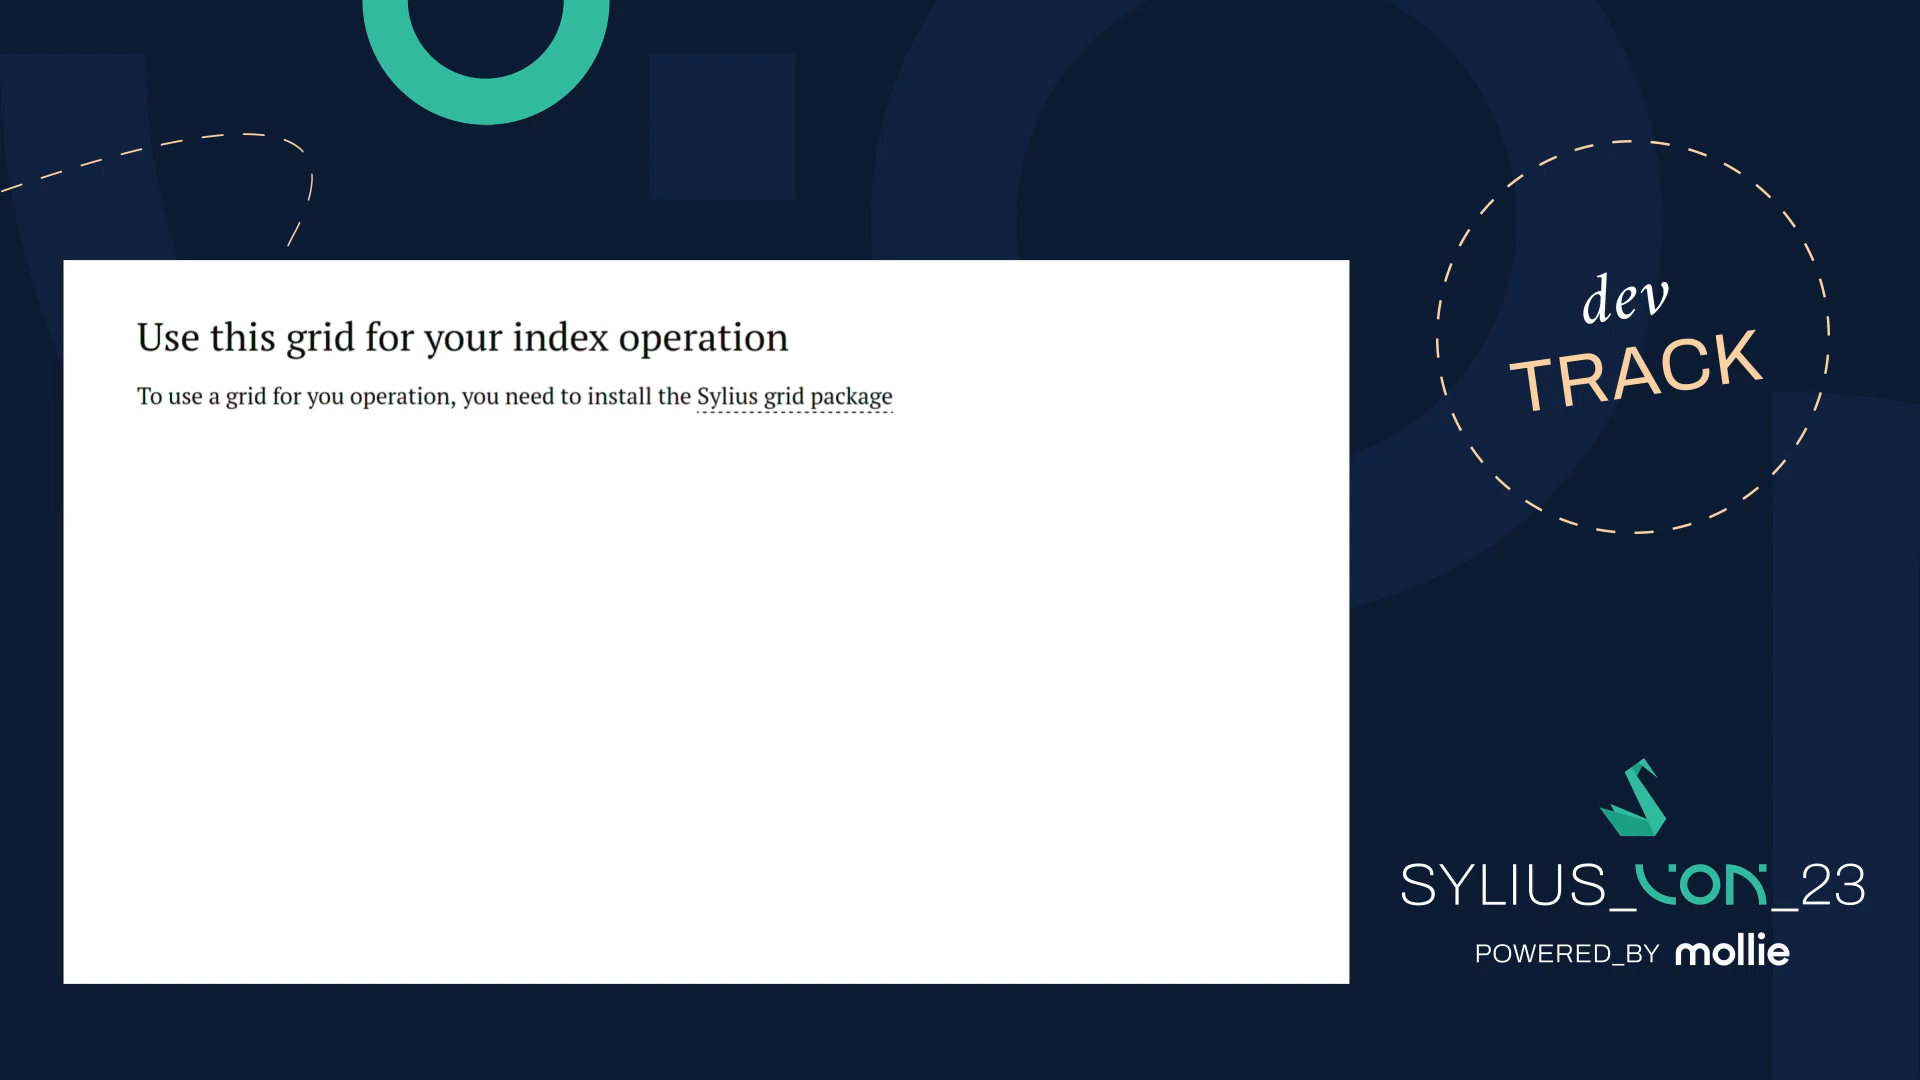 Use this grid for your index operation
To use a grid for you operation, you need to install the Sylius grid package
dev
TRACK
SYLIUS_CON_23
POWERED_BY mollie